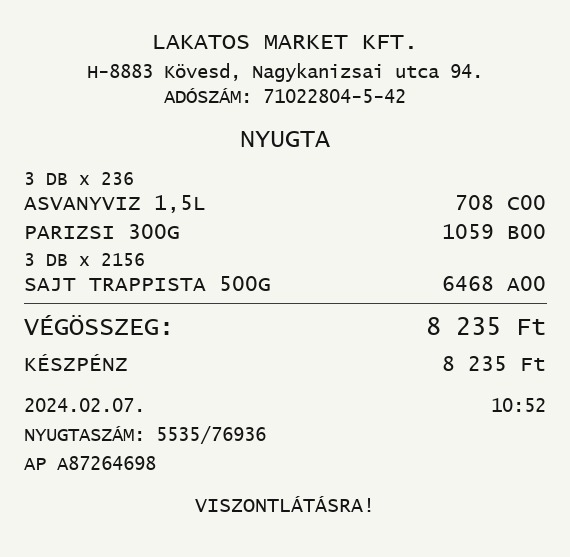 LAKATOS MARKET KFT.
H-8883 Kövesd, Nagykanizsai utca 94.
ADÓSZÁM: 71022804-5-42
NYUGTA
3 DB x 236
ASVANYVIZ 1,5L 708 C00
PARIZSI 300G 1059 B00
3 DB x 2156
SAJT TRAPPISTA 500G 6468 A00
VÉGÖSSZEG: 8 235 Ft
KÉSZPÉNZ 8 235 Ft
2024.02.07. 10:52
NYUGTASZÁM: 5535/76936
AP A87264698
VISZONTLÁTÁSRA!